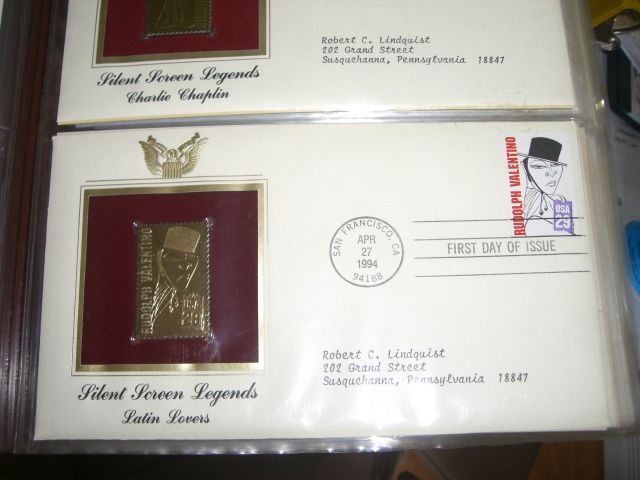 Robert C. Lindquist
202 Grand Street
Susquehanna, Pennsylvania 18847
Silent Screen Legends
Charlie Chaplin
RUDOLPH VALENTINO
USA
29
SAN FRANCISCO, CA
APR
27
1994
94188
FIRST DAY OF ISSUE
RUDOLPH VALENTINO
USA
29
Robert C. Lindquist
202 Grand Street
Susquehanna, Pennsylvania 18847
Silent Screen Legends
Latin Lovers